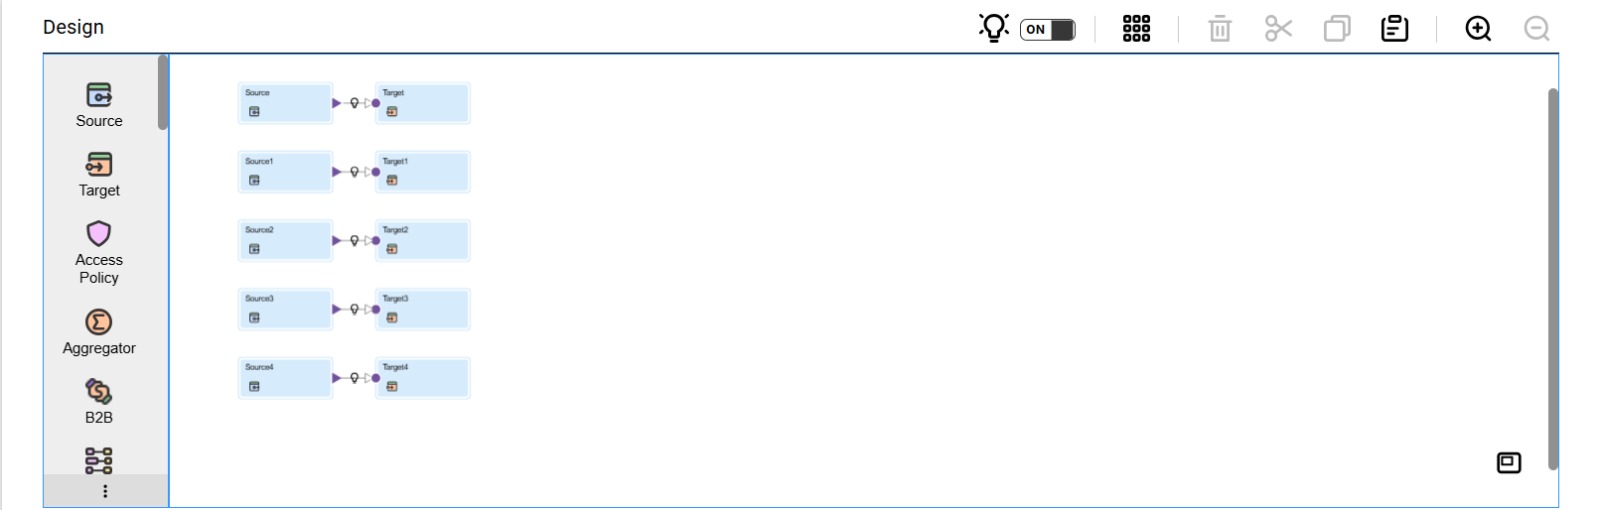 Design
ON
Source
Target
Access
Policy
Aggregator
B2B
Source
Target
Source1
Target1
Source2
Target2
Source3
Target3
Source4
Target4